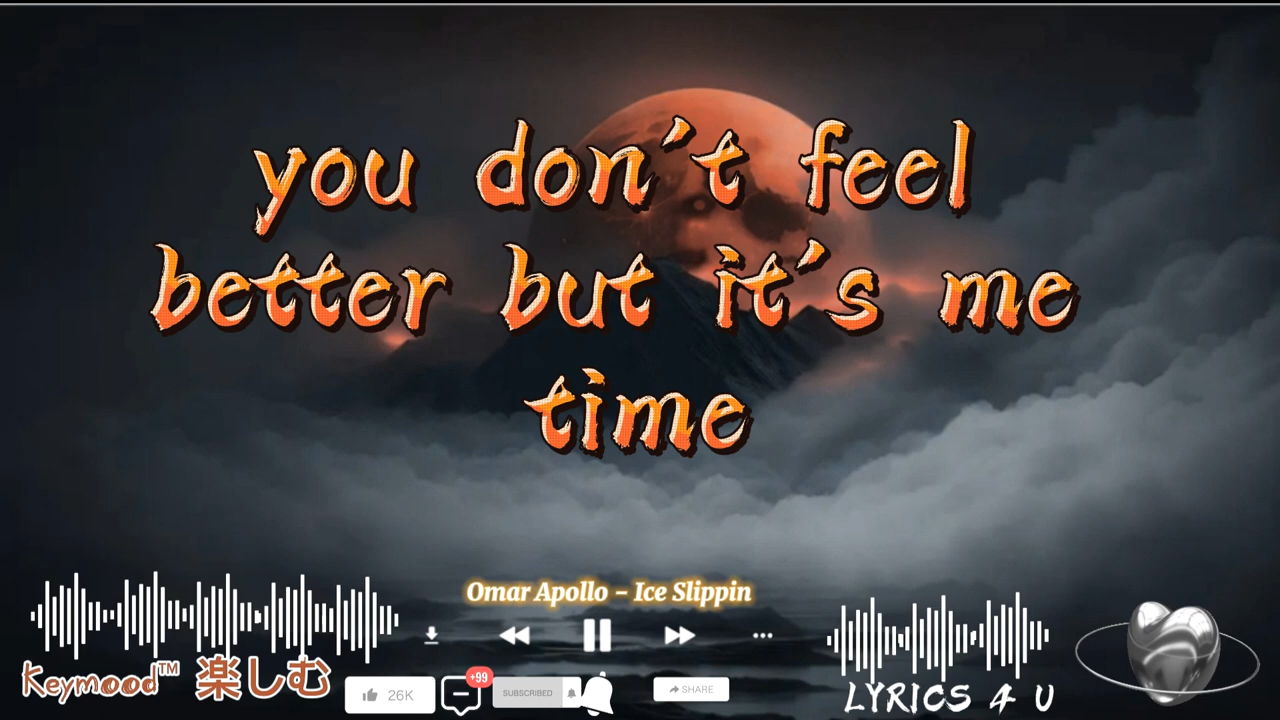 you don't feel
better but it's me
time
Omar Apollo - Ice Slippin
Keymood™ 楽しむ
26K
+99
SUBSCRIBED
SHARE
LYRICS 4 U